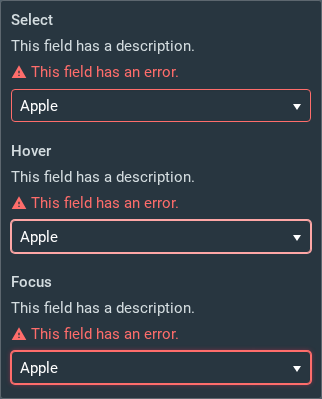 Select
This field has a description.
This field has an error.
Apple
Hover
This field has a description.
This field has an error.
Apple
Focus
This field has a description.
This field has an error.
Apple